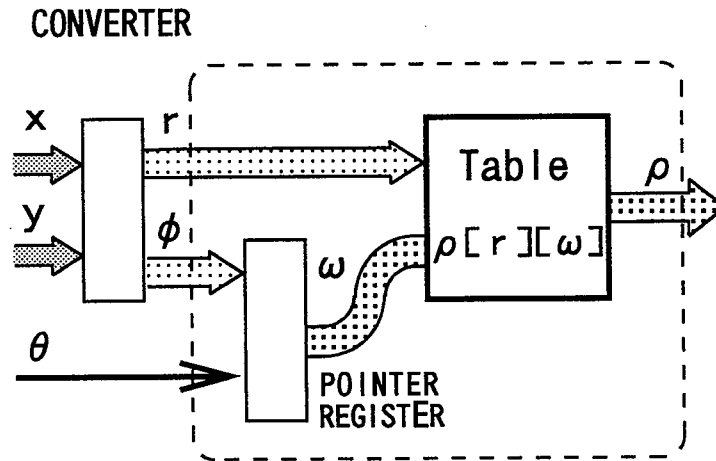 CONVERTER
x
r
Table
ρ
y
ϕ
ω
ρ[r][ω]
θ
POINTER
REGISTER